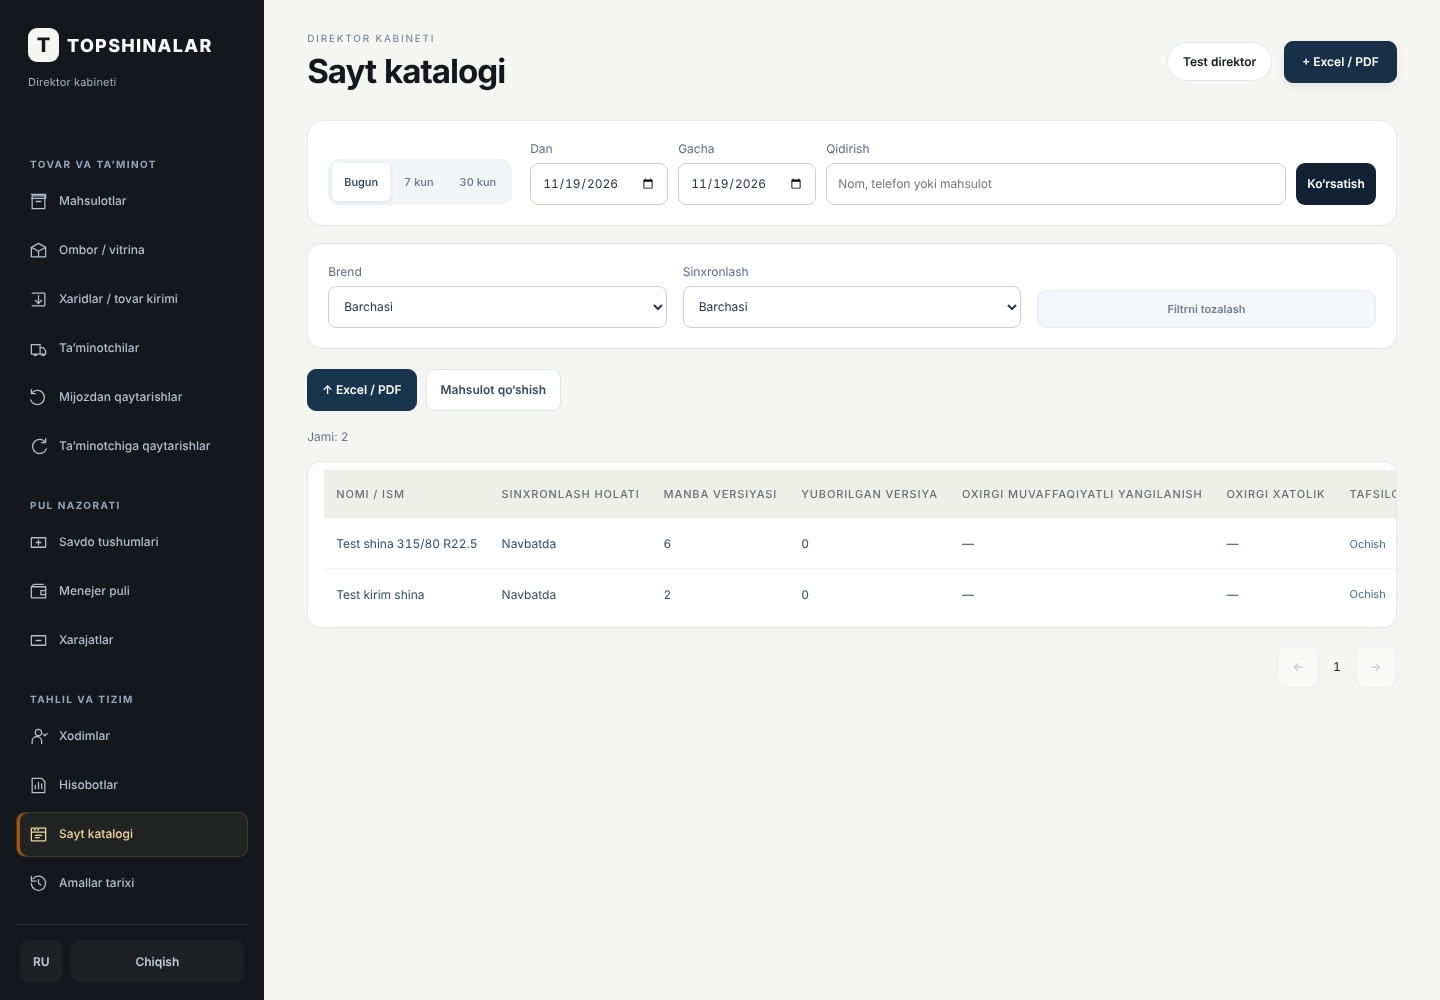 T TOPSHINALAR
Direktor kabineti
TOVAR VA TA'MINOT
Mahsulotlar
Ombor / vitrina
Xaridlar / tovar kirimi
Ta'minotchilar
Mijozdan qaytarishlar
Ta'minotchiga qaytarishlar
PUL NAZORATI
Savdo tushumlari
Menejer puli
Xarajatlar
TAHLIL VA TIZIM
Xodimlar
Hisobotlar
Sayt katalogi
Amallar tarixi
RU Chiqish
DIREKTOR KABINETI
Sayt katalogi
Test direktor
+ Excel / PDF
Bugun 7 kun 30 kun
Dan Gacha Qidirish
11/19/2026 11/19/2026 Nom, telefon yoki mahsulot Ko'rsatish
Brend Sinxronlash
Barchasi Barchasi Filtrni tozalash
↑ Excel / PDF Mahsulot qo'shish
Jami: 2
NOMI / ISM SINXRONLASH HOLATI MANBA VERSIYASI YUBORILGAN VERSIYA OXIRGI MUVAFFAQIYATLI YANGILANISH OXIRGI XATOLIK
Test shina 315/80 R22.5 Navbatda 6 0 — — Ochish
Test kirim shina Navbatda 2 0 — — Ochish
← 1 →